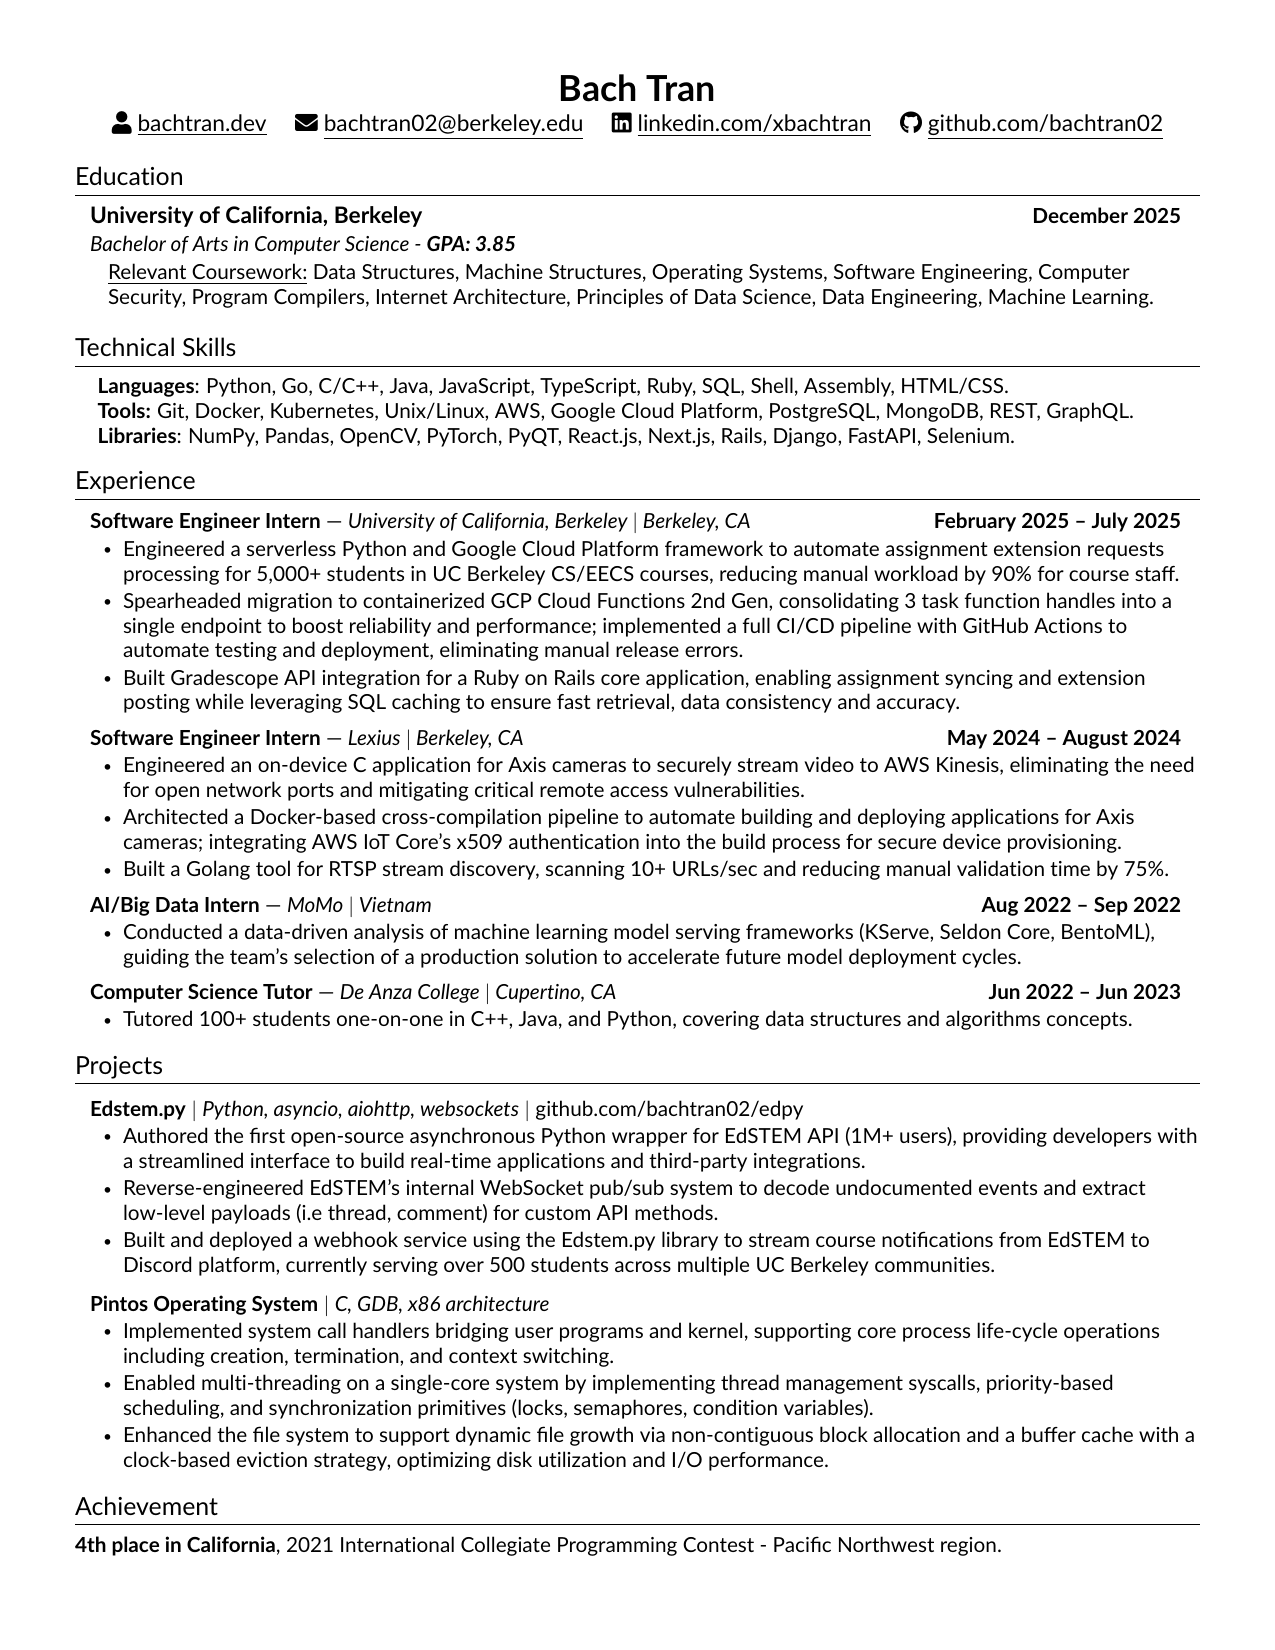 Bach Tran
bachtran.dev bachtran02@berkeley.edu linkedin.com/xbachtran github.com/bachtran02
Education
University of California, Berkeley December 2025
Bachelor of Arts in Computer Science - GPA: 3.85
Relevant Coursework: Data Structures, Machine Structures, Operating Systems, Software Engineering, Computer
Security, Program Compilers, Internet Architecture, Principles of Data Science, Data Engineering, Machine Learning.
Technical Skills
Languages: Python, Go, C/C++, Java, JavaScript, TypeScript, Ruby, SQL, Shell, Assembly, HTML/CSS.
Tools: Git, Docker, Kubernetes, Unix/Linux, AWS, Google Cloud Platform, PostgreSQL, MongoDB, REST, GraphQL.
Libraries: NumPy, Pandas, OpenCV, PyTorch, PyQT, React.js, Next.js, Rails, Django, FastAPI, Selenium.
Experience
Software Engineer Intern — University of California, Berkeley | Berkeley, CA February 2025 – July 2025
• Engineered a serverless Python and Google Cloud Platform framework to automate assignment extension requests
processing for 5,000+ students in UC Berkeley CS/EECS courses, reducing manual workload by 90% for course staff.
• Spearheaded migration to containerized GCP Cloud Functions 2nd Gen, consolidating 3 task function handles into a
single endpoint to boost reliability and performance; implemented a full CI/CD pipeline with GitHub Actions to
automate testing and deployment, eliminating manual release errors.
• Built Gradescope API integration for a Ruby on Rails core application, enabling assignment syncing and extension
posting while leveraging SQL caching to ensure fast retrieval, data consistency and accuracy.
Software Engineer Intern — Lexius | Berkeley, CA May 2024 – August 2024
• Engineered an on-device C application for Axis cameras to securely stream video to AWS Kinesis, eliminating the need
for open network ports and mitigating critical remote access vulnerabilities.
• Architected a Docker-based cross-compilation pipeline to automate building and deploying applications for Axis
cameras; integrating AWS IoT Core's x509 authentication into the build process for secure device provisioning.
• Built a Golang tool for RTSP stream discovery, scanning 10+ URLs/sec and reducing manual validation time by 75%.
AI/Big Data Intern — MoMo | Vietnam Aug 2022 – Sep 2022
• Conducted a data-driven analysis of machine learning model serving frameworks (KServe, Seldon Core, BentoML),
guiding the team's selection of a production solution to accelerate future model deployment cycles.
Computer Science Tutor — De Anza College | Cupertino, CA Jun 2022 – Jun 2023
• Tutored 100+ students one-on-one in C++, Java, and Python, covering data structures and algorithms concepts.
Projects
Edstem.py | Python, asyncio, aiohttp, websockets | github.com/bachtran02/edpy
• Authored the first open-source asynchronous Python wrapper for EdSTEM API (1M+ users), providing developers with
a streamlined interface to build real-time applications and third-party integrations.
• Reverse-engineered EdSTEM's internal WebSocket pub/sub system to decode undocumented events and extract
low-level payloads (i.e thread, comment) for custom API methods.
• Built and deployed a webhook service using the Edstem.py library to stream course notifications from EdSTEM to
Discord platform, currently serving over 500 students across multiple UC Berkeley communities.
Pintos Operating System | C, GDB, x86 architecture
• Implemented system call handlers bridging user programs and kernel, supporting core process life-cycle operations
including creation, termination, and context switching.
• Enabled multi-threading on a single-core system by implementing thread management syscalls, priority-based
scheduling, and synchronization primitives (locks, semaphores, condition variables).
• Enhanced the file system to support dynamic file growth via non-contiguous block allocation and a buffer cache with a
clock-based eviction strategy, optimizing disk utilization and I/O performance.
Achievement
4th place in California, 2021 International Collegiate Programming Contest - Pacific Northwest region.